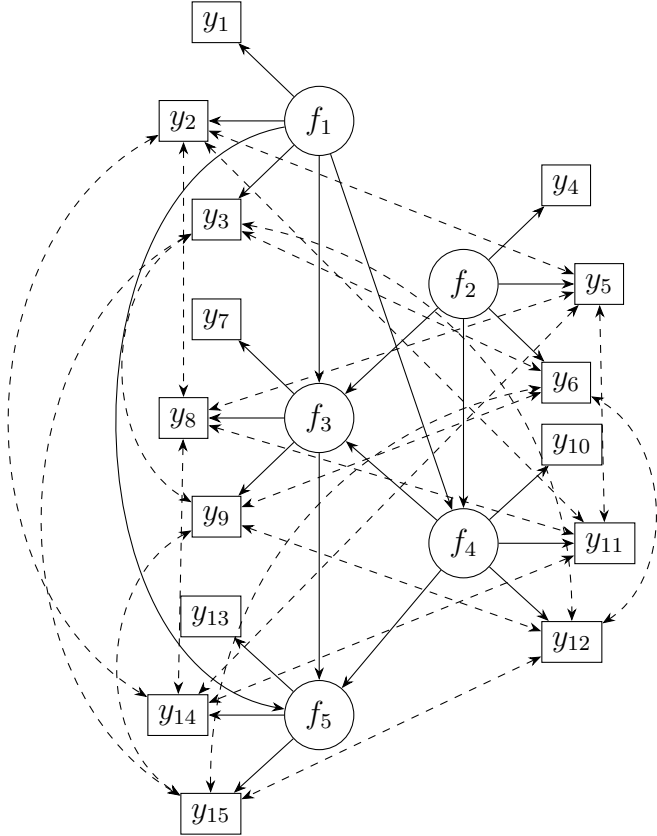 y₁
f₁
y₂
y₄
y₃
f₂
y₅
y₇
y₆
f₃
y₈
y₁₀
y₉
f₄
y₁₁
y₁₃
y₁₂
f₅
y₁₄
y₁₅